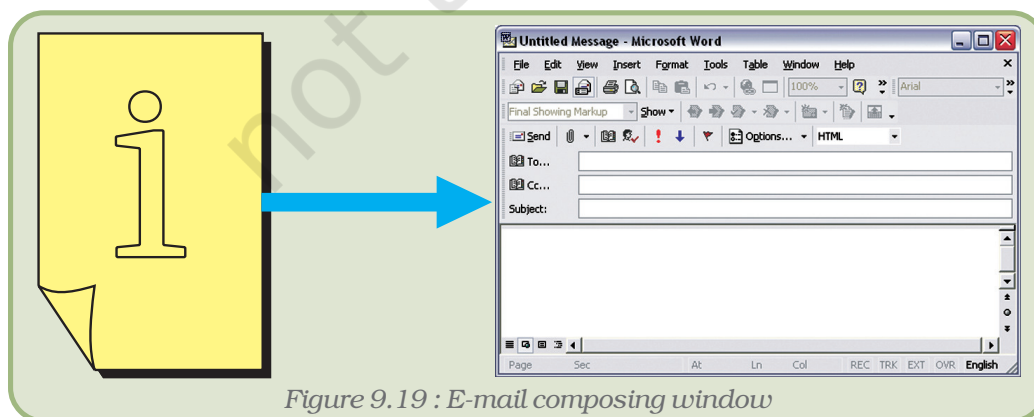 not
i
Untitled Message - Microsoft Word
File Edit View Insert Format Tools Table Window Help
100% Arial
Final Showing Markup Show
Send Options... HTML
To...
Cc...
Subject:
Page Sec At Ln Col REC TRK EXT OVR English
Figure 9.19 : E-mail composing window